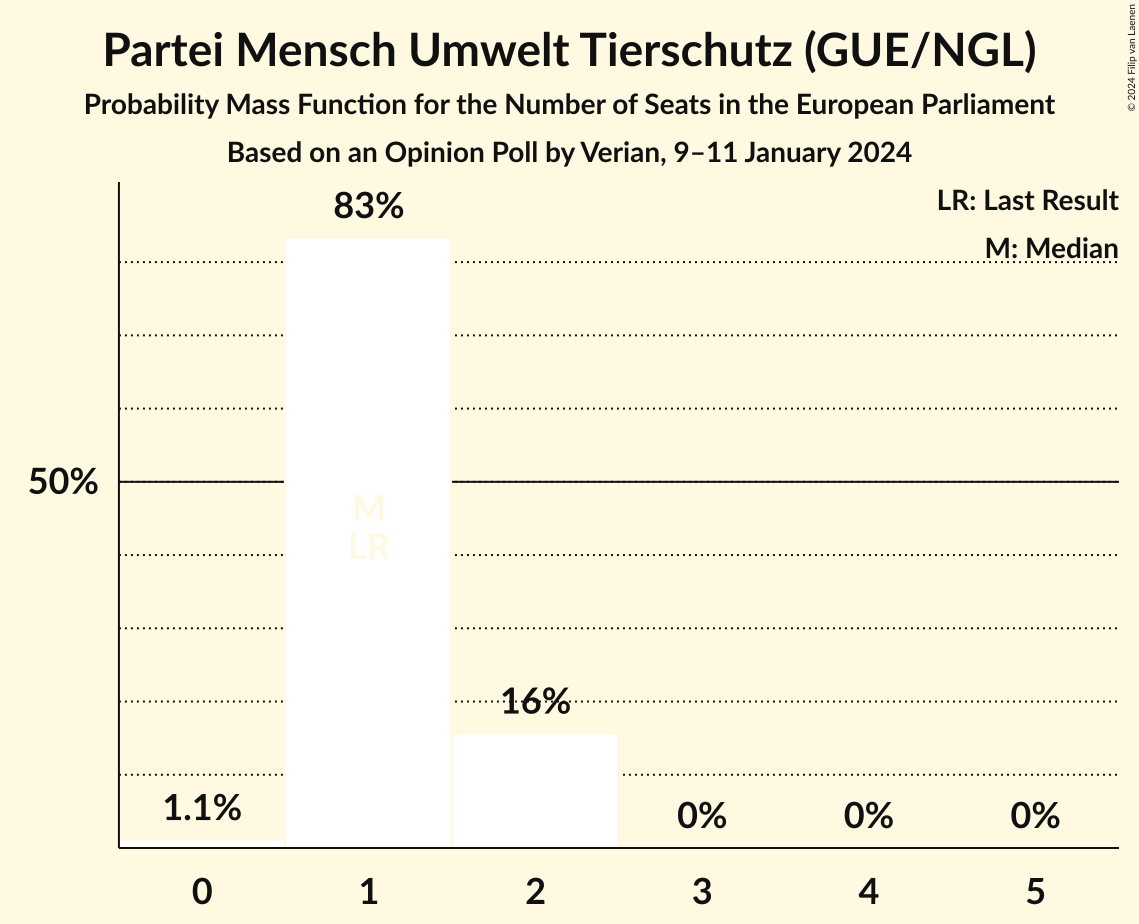 Partei Mensch Umwelt Tierschutz (GUE/NGL)
Probability Mass Function for the Number of Seats in the European Parliament
Based on an Opinion Poll by Verian, 9–11 January 2024
© 2024 Filip van Laenen
LR: Last Result
M: Median
83%
50%
M
LR
16%
1.1%
0%
0%
0%
0 1 2 3 4 5